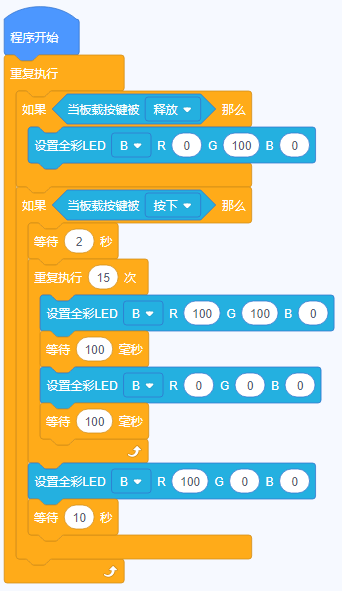 程序开始
重复执行
如果 当板载按键被 释放 那么
设置全彩LED B R 0 G 100 B 0
如果 当板载按键被 按下 那么
等待 2 秒
重复执行 15 次
设置全彩LED B R 100 G 100 B 0
等待 100 毫秒
设置全彩LED B R 0 G 0 B 0
等待 100 毫秒
设置全彩LED B R 100 G 0 B 0
等待 10 秒